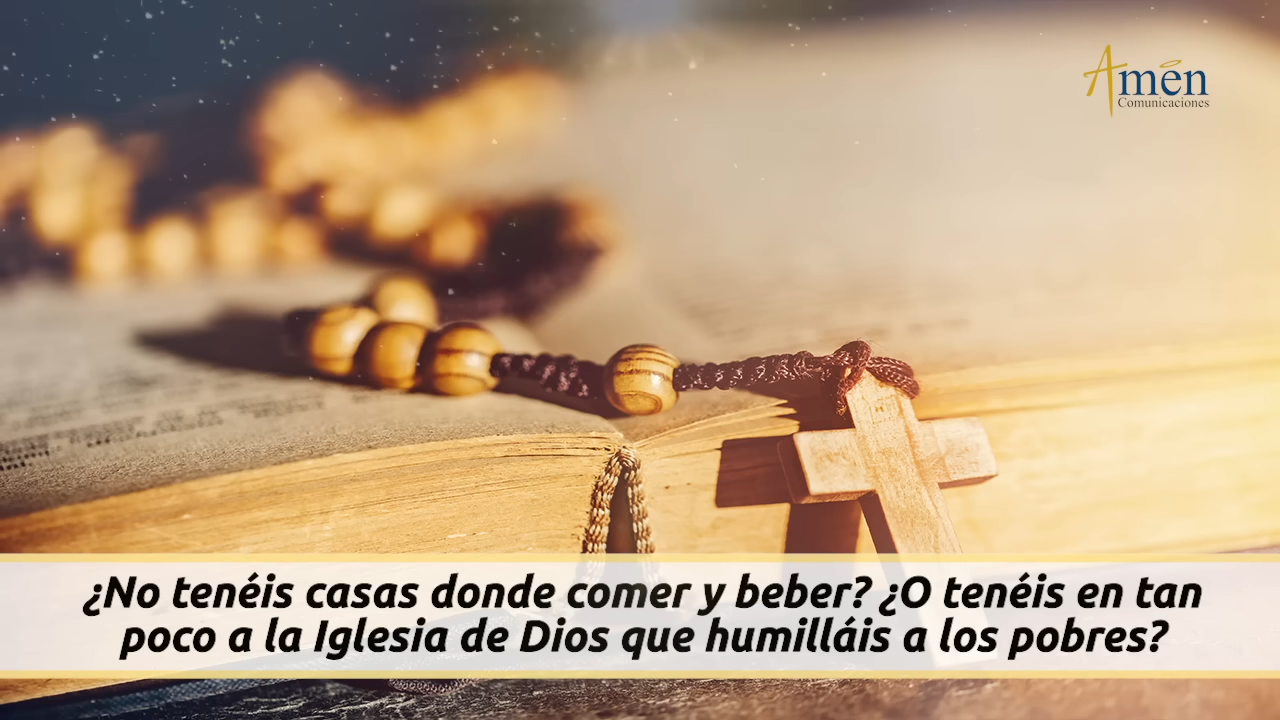 Amén
Comunicaciones
¿No tenéis casas donde comer y beber? ¿O tenéis en tan
poco a la Iglesia de Dios que humilláis a los pobres?